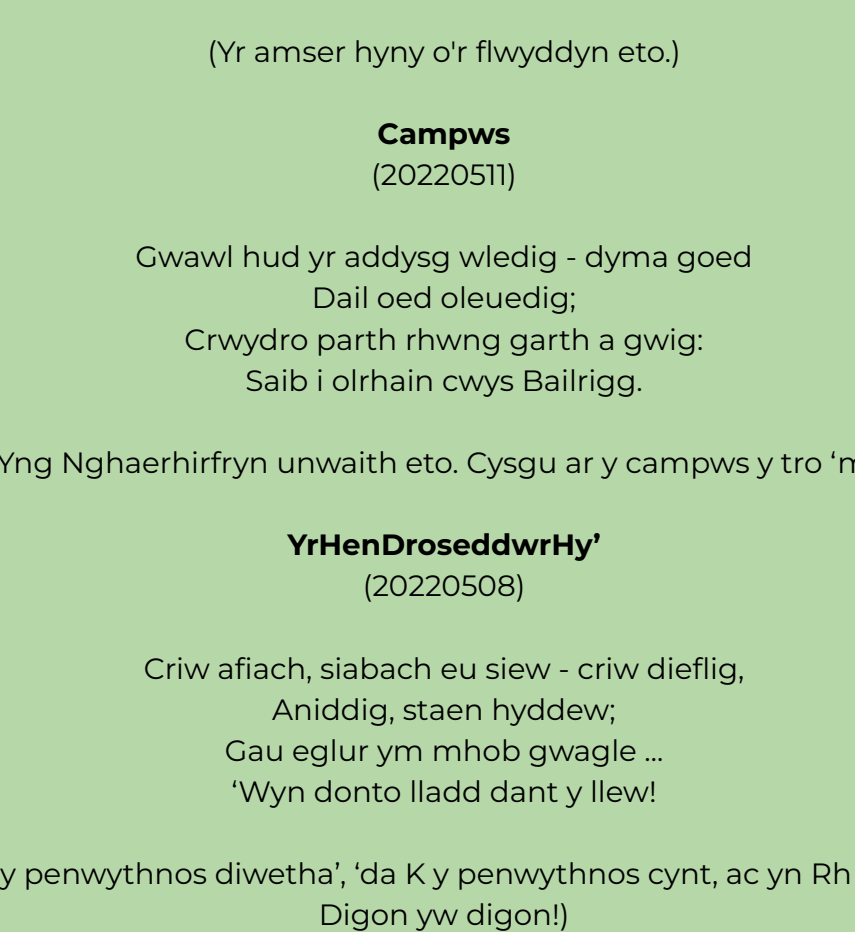 (Yr amser hyny o'r flwyddyn eto.)
Campws
(20220511)
Gwawl hud yr addysg wledig - dyma goed
Dail oed oleuedig;
Crwydro parth rhwng garth a gwig:
Saib i olrhain cwys Bailrigg.
Yng Nghaerhirfryn unwaith eto. Cysgu ar y campws y tro
YrHenDroseddwrHy’
(20220508)
Criw afiach, siabach eu siew - criw dieflig,
Aniddig, staen hyddew;
Gau eglur ym mhob gwagle ...
‘Wyn donto lladd dant y llew!
y penwythnos diwetha’, ‘da K y penwythnos cynt, ac yn
Digon yw digon!)